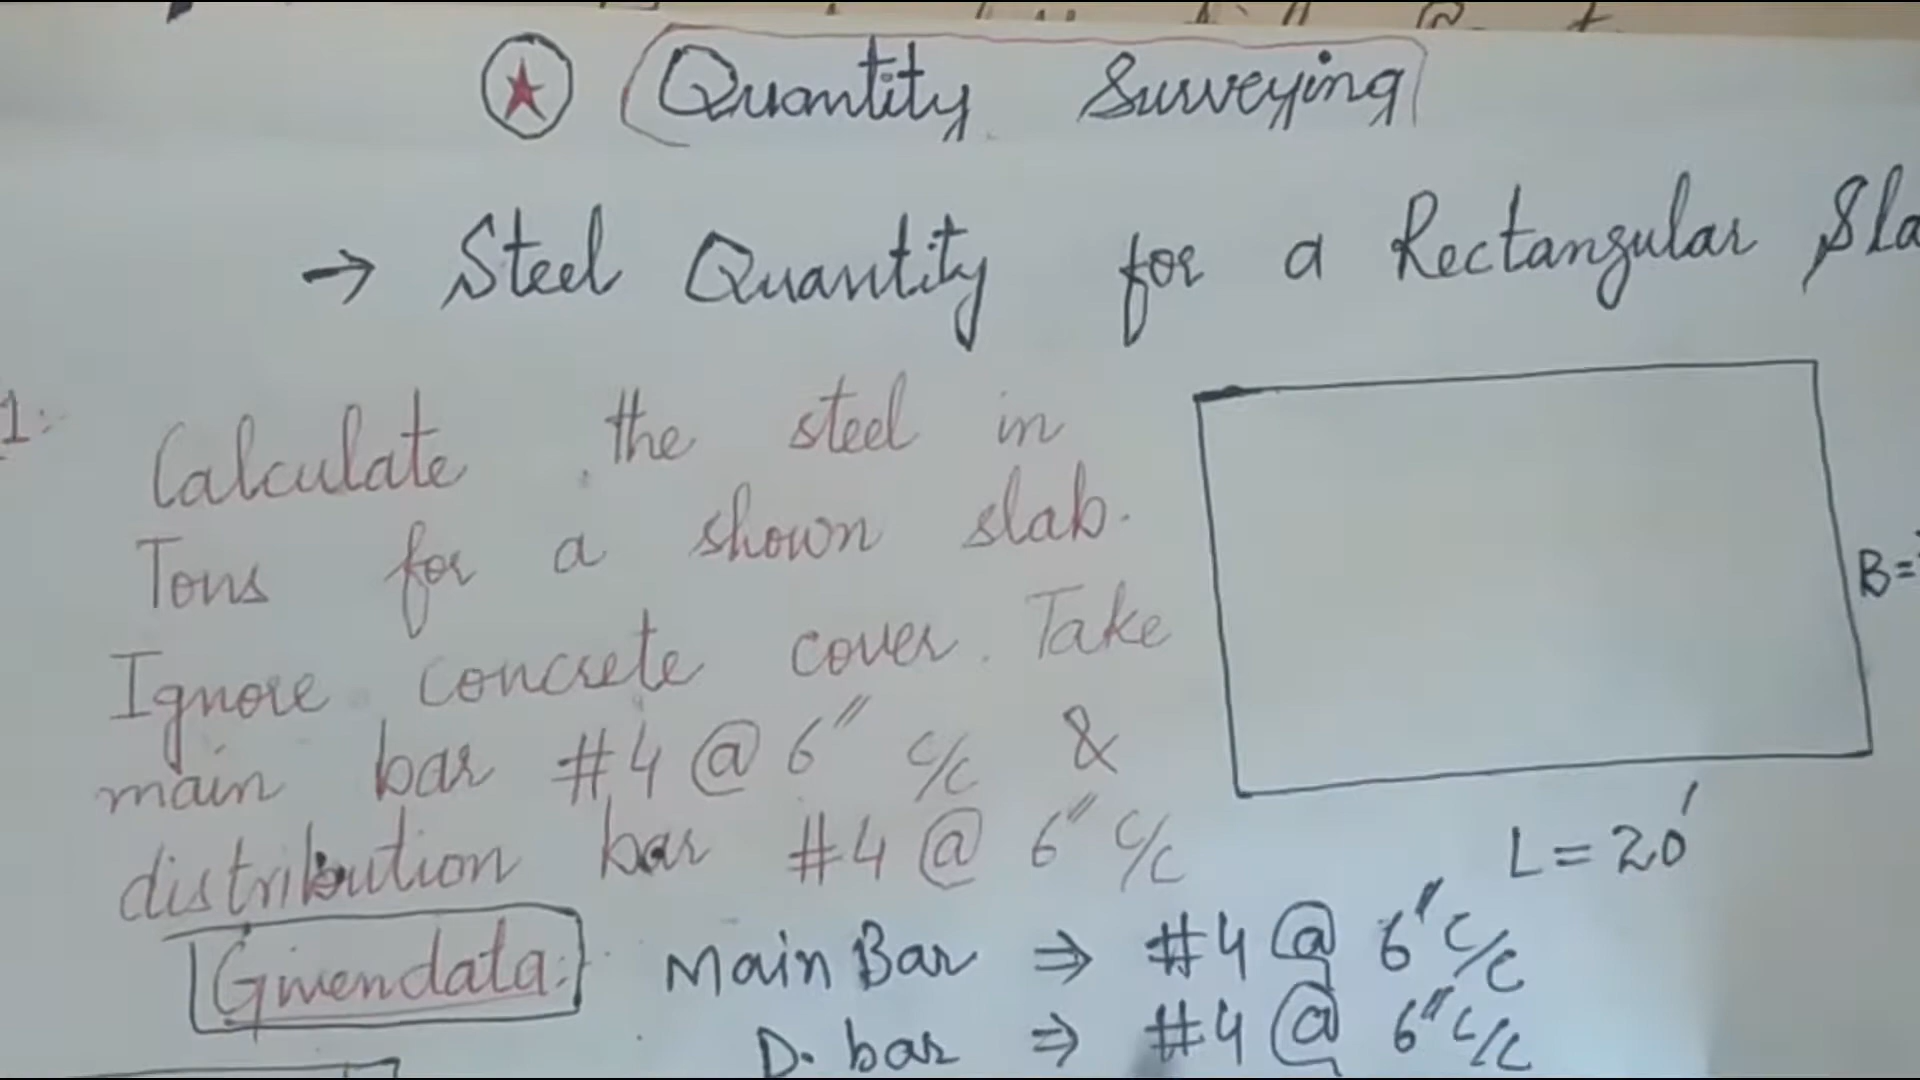 Quantity Surveying
→ Steel Quantity for a Rectangular Sla
1:
Calculate the steel in
Tons for a shown slab.
Ignore concrete cover. Take
main bar #4 @ 6" c/c &
distribution bar #4 @ 6" c/c
B=
L = 20'
Givendata:
Main Bar ⇒ #4 @ 6" c/c
D. bar ⇒ #4 @ 6" c/c